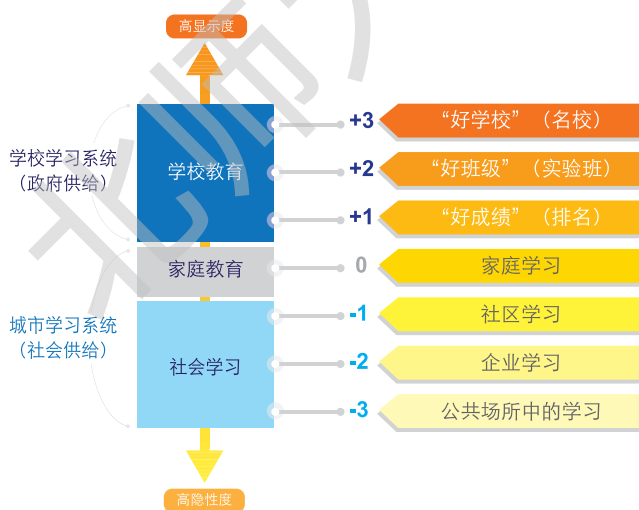 高显示度
学校学习系统
（政府供给）
学校教育
+3
“好学校”（名校）
+2
“好班级”（实验班）
+1
“好成绩”（排名）
家庭教育
0
家庭学习
城市学习系统
（社会供给）
社会学习
-1
社区学习
-2
企业学习
-3
公共场所中的学习
高隐性度
北师